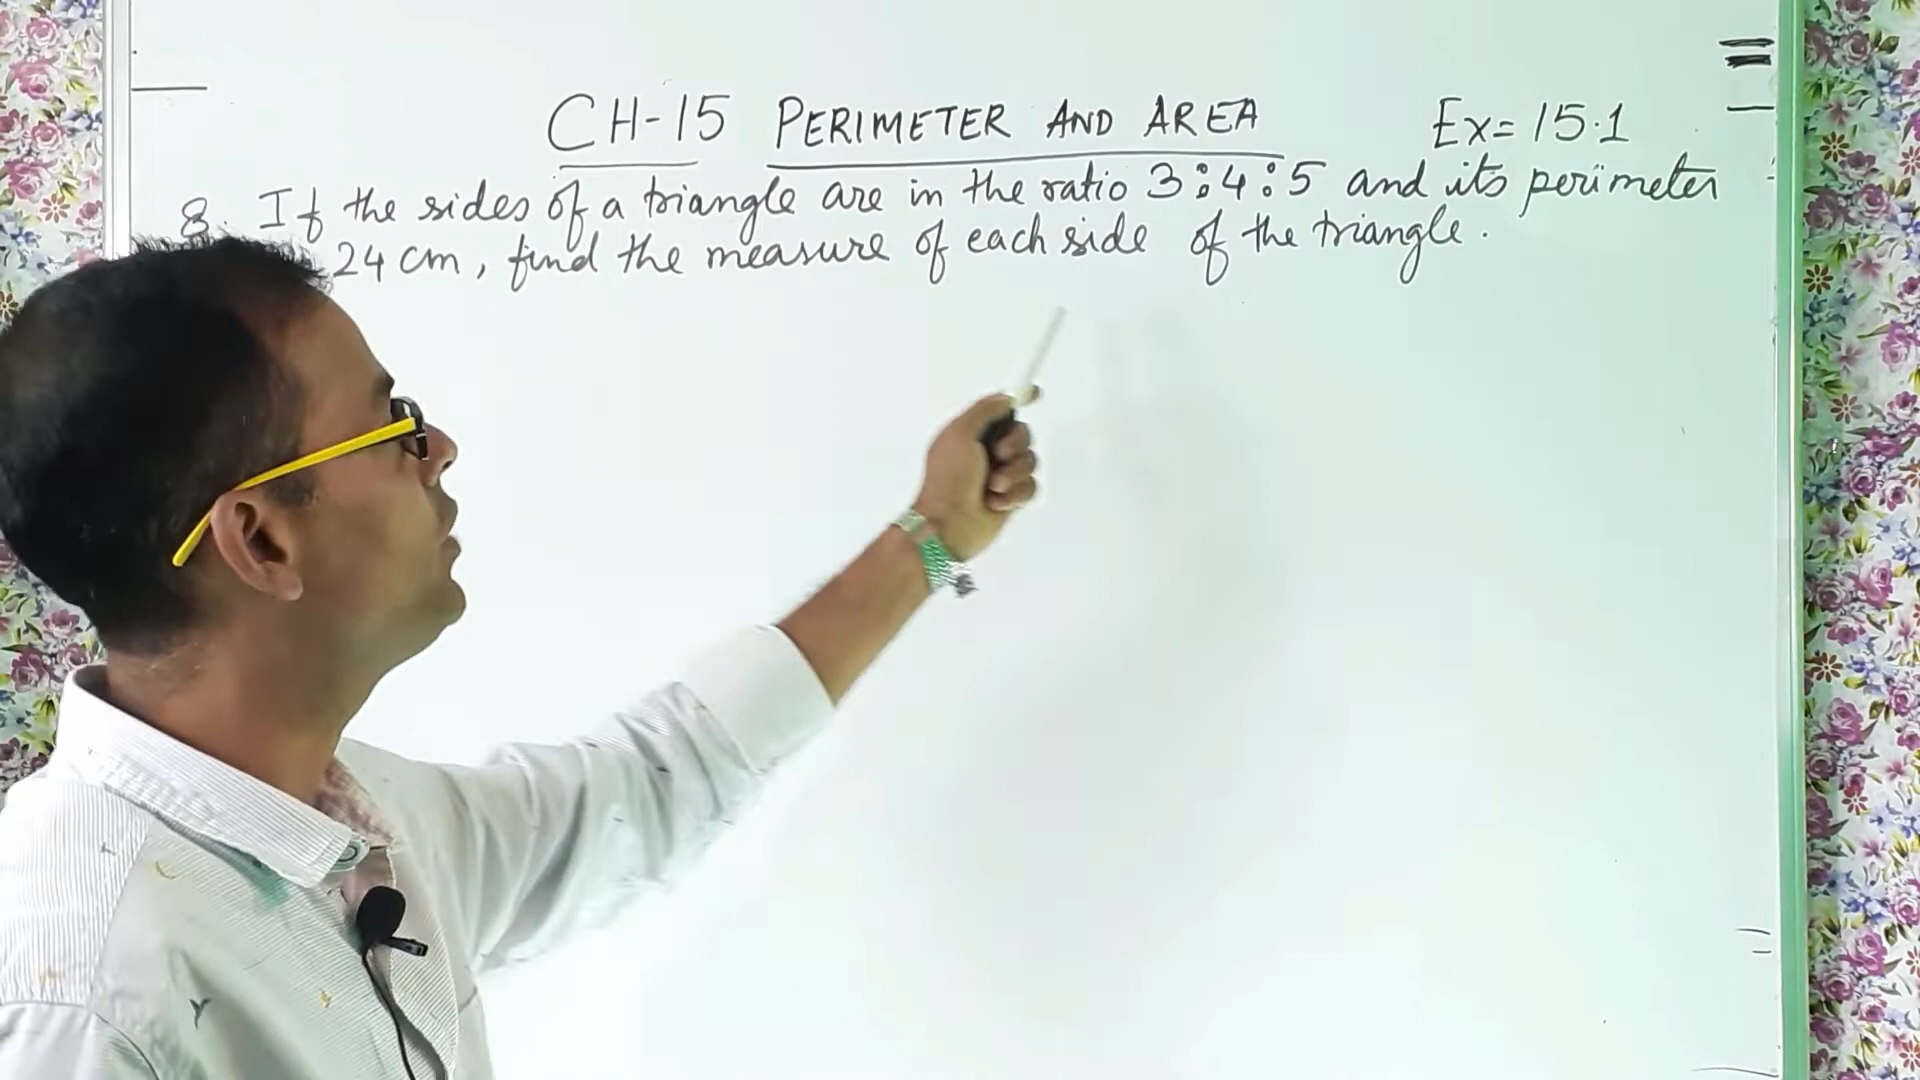 CH-15 PERIMETER AND AREA Ex= 15.1
8. If the sides of a triangle are in the ratio 3:4:5 and its perimeter
24 cm, find the measure of each side of the triangle.